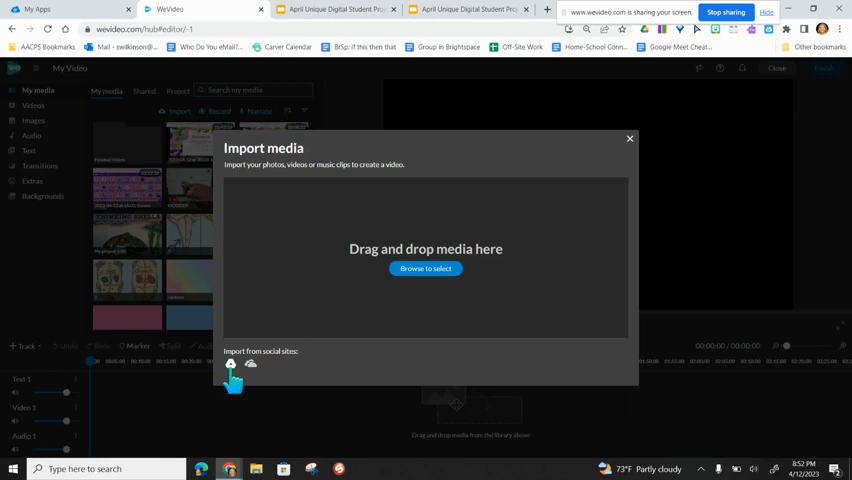 My Apps
WeVideo
April Unique Digital Student Proj
April Unique Digital Student Proj
www.wevideo.com is sharing your screen.
Stop sharing
Hide
wevideo.com/hub#editor/-1
AACPS Bookmarks
Mail - swilkinson@...
Who Do You eMail?...
Carver Calendar
BrSp: If this then that
Group in Brightspace
Off-Site Work
Home-School Conn...
Google Meet Cheat...
Other bookmarks
My Video
Close
Finish
My media
Videos
Images
Audio
Text
Transitions
Extras
Backgrounds
My media
Shared
Project
Search my media
Import
Record
Narrate
Import media
Import your photos, videos or music clips to create a video.
Drag and drop media here
Browse to select
Import from social sites:
Track
Undo
Marker
Split
00:00:00 / 00:00:00
Text 1
Video 1
Audio 1
Drag and drop media from the library above
Type here to search
73°F Partly cloudy
8:52 PM
4/12/2023
2